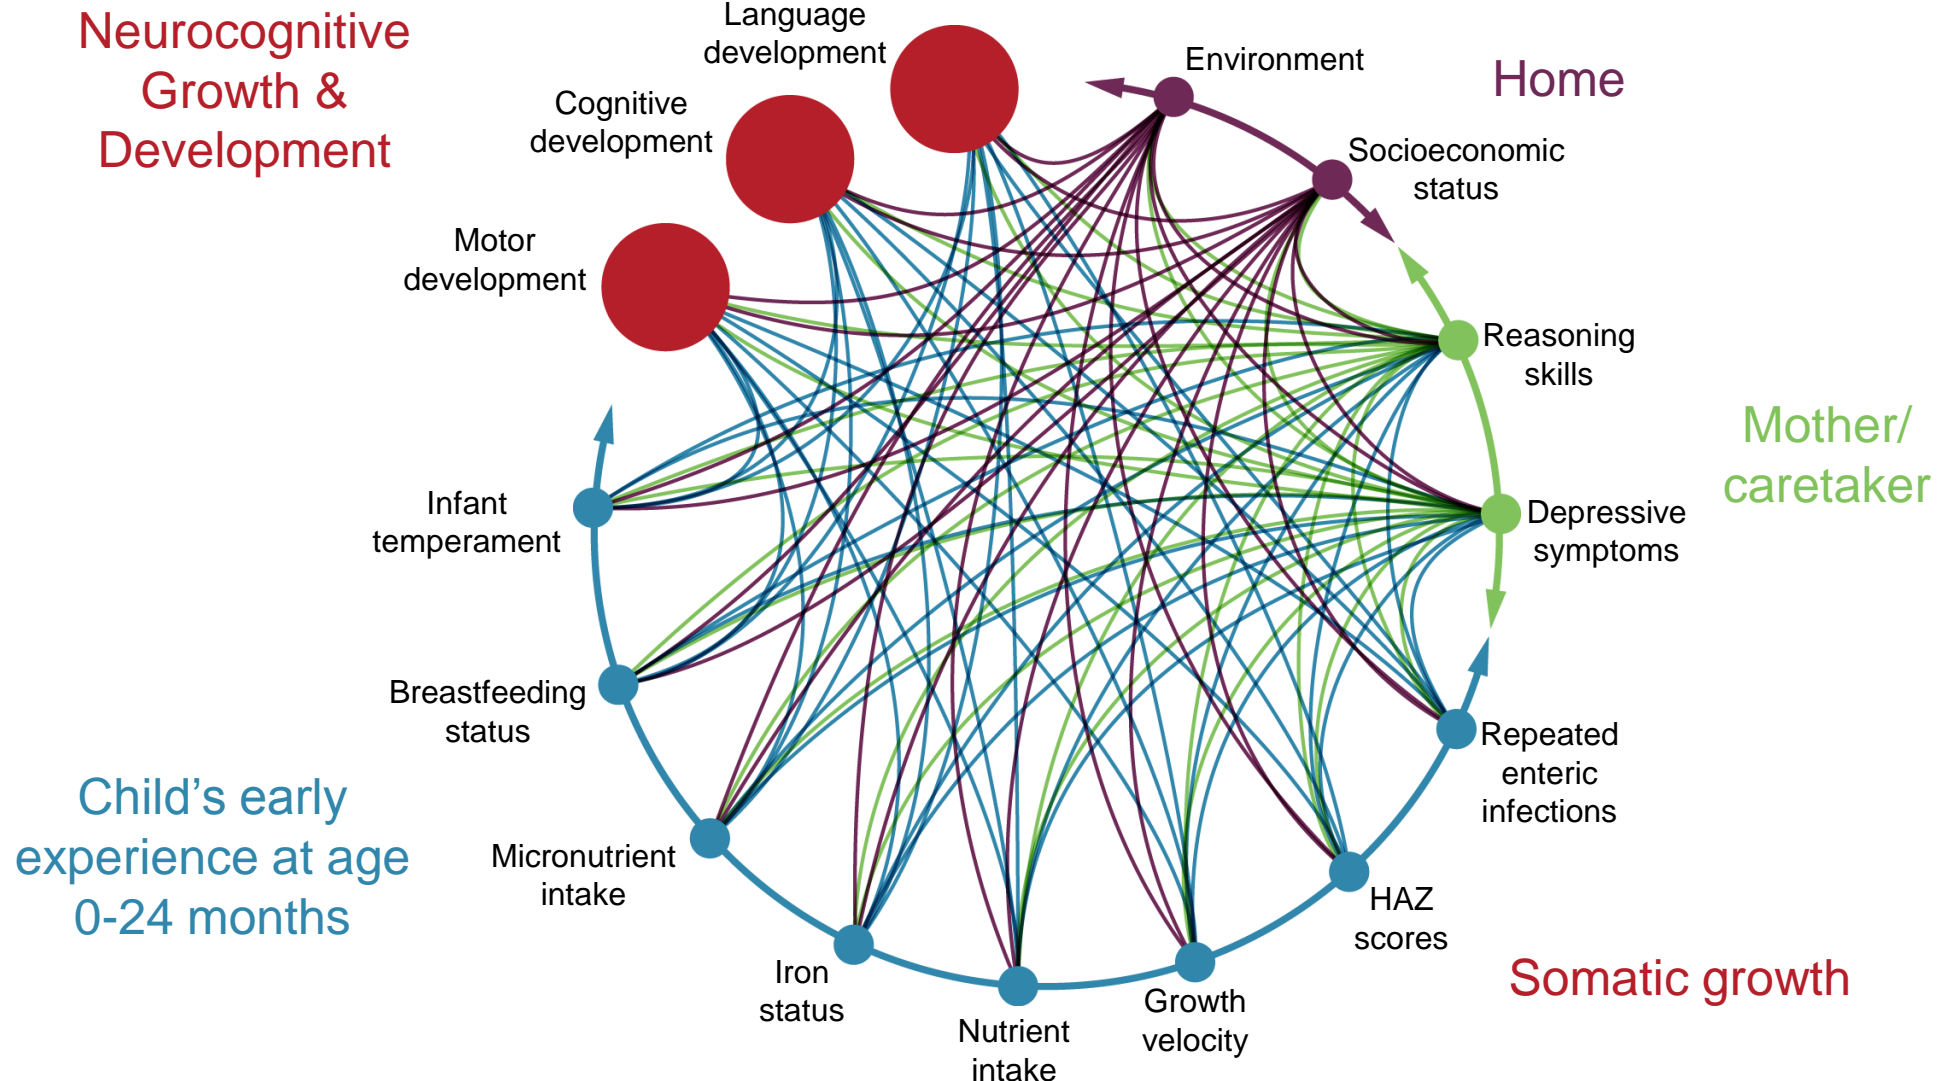 Neurocognitive
Growth &
Development
Language
development
Cognitive
development
Motor
development
Environment
Home
Socioeconomic
status
Reasoning
skills
Mother/
caretaker
Depressive
symptoms
Infant
temperament
Breastfeeding
status
Child’s early
experience at age
0-24 months
Micronutrient
intake
Iron
status
Nutrient
intake
Growth
velocity
HAZ
scores
Repeated
enteric
infections
Somatic growth